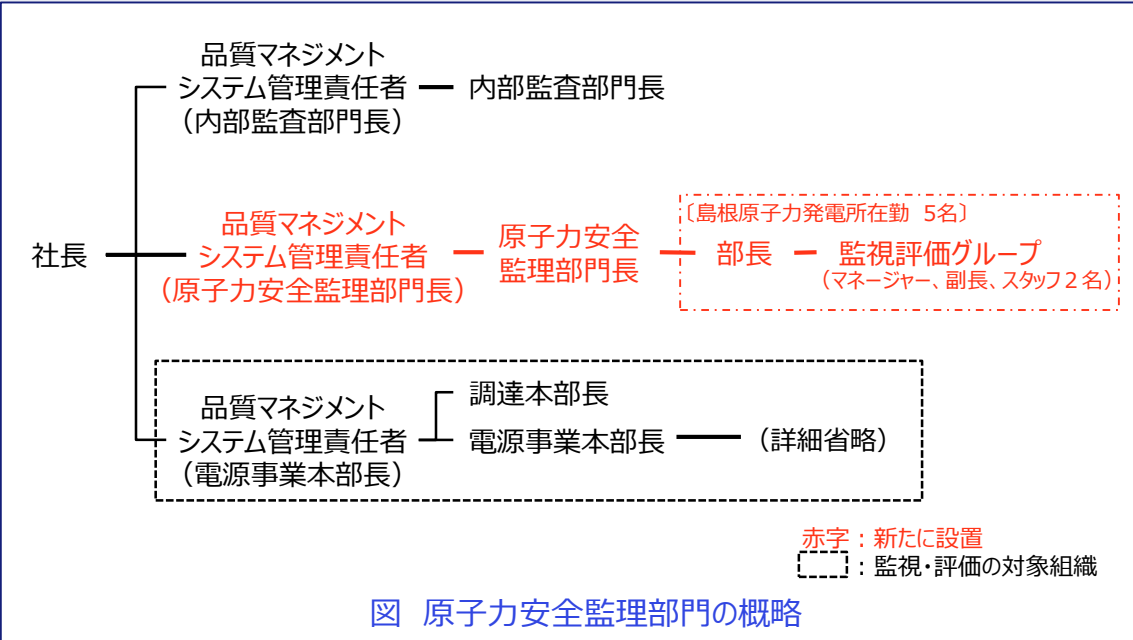 品質マネジメント
システム管理責任者
（内部監査部門長）
内部監査部門長
社長
品質マネジメント
システム管理責任者
（原子力安全監理部門長）
原子力安全
監理部門長
〔島根原子力発電所在勤 5名〕
部長
監視評価グループ
（マネージャー、副長、スタッフ２名）
品質マネジメント
システム管理責任者
（電源事業本部長）
調達本部長
電源事業本部長
（詳細省略）
赤字：新たに設置
：監視・評価の対象組織
図 原子力安全監理部門の概略